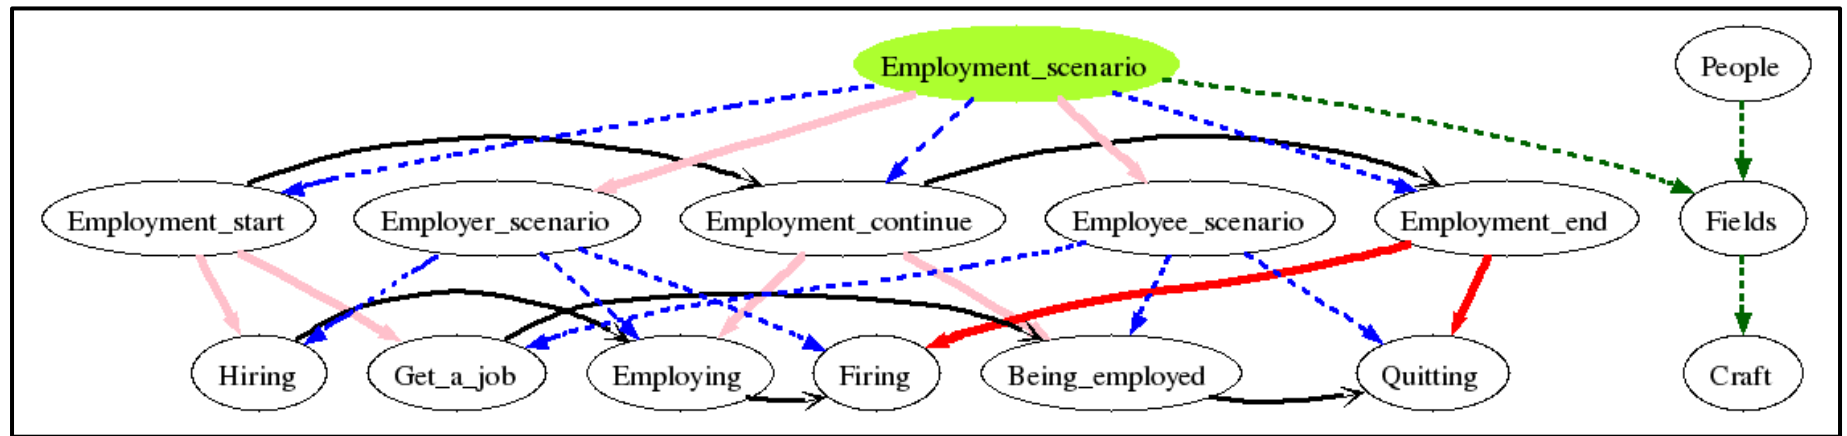 Employment_scenario
People
Employment_start
Employer_scenario
Employment_continue
Employee_scenario
Employment_end
Fields
Hiring
Get_a_job
Employing
Firing
Being_employed
Quitting
Craft